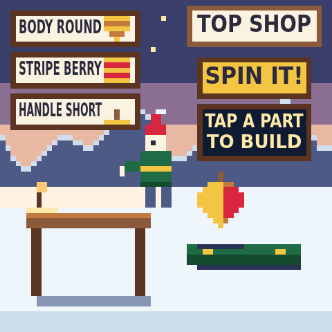 BODY ROUND
STRIPE BERRY
HANDLE SHORT
TOP SHOP
SPIN IT!
TAP A PART
TO BUILD